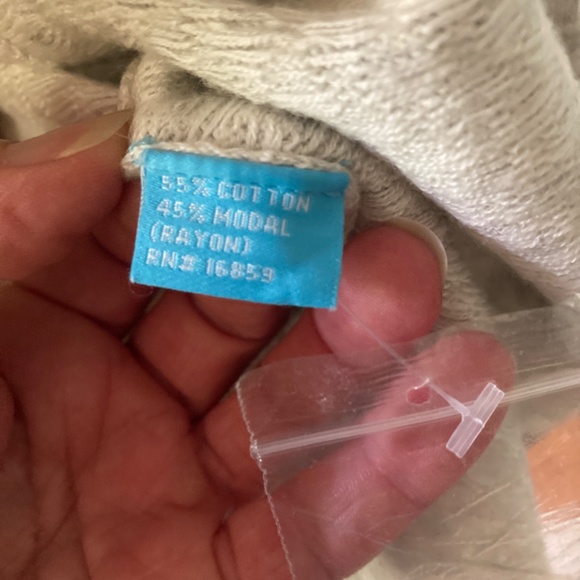 55% COTTON
45% MODAL
(RAYON)
RN# 16859